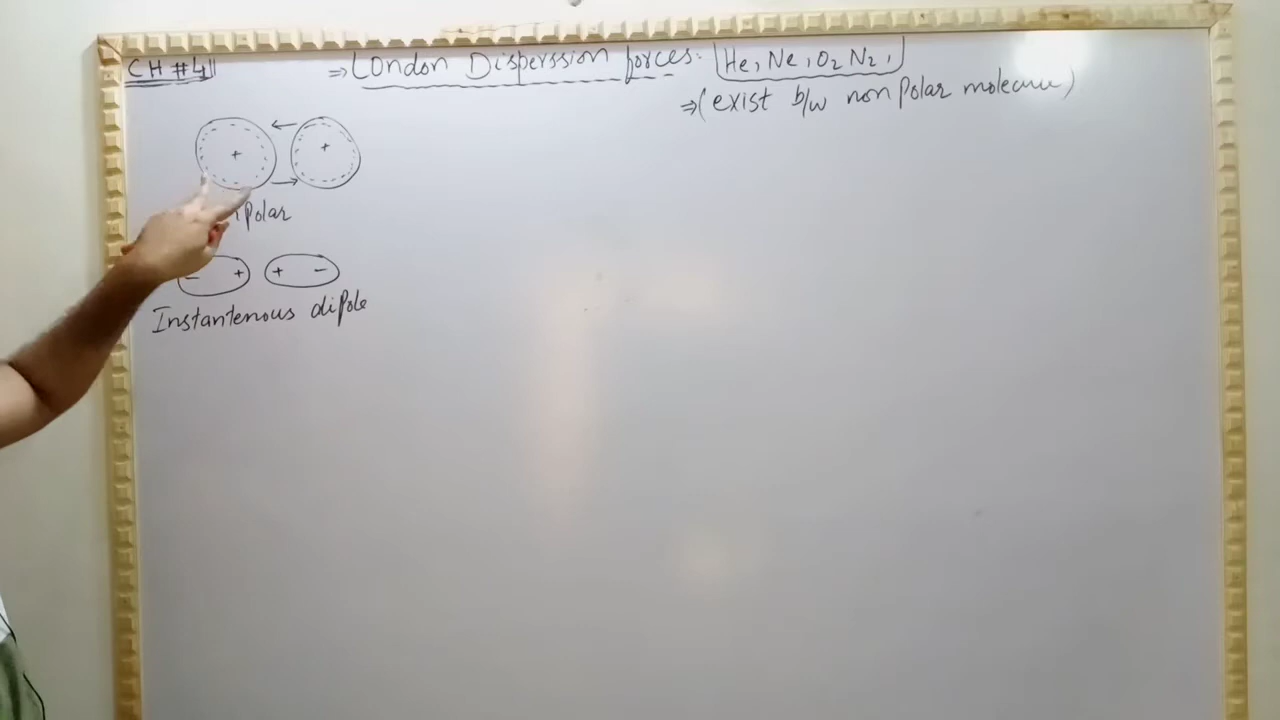 CH #4
⇒ London Disperssion forces. He, Ne, O2 N2,
⇒ (exist b/w non polar molecule)
+ +
polar
- + + -
Instantenous dipole